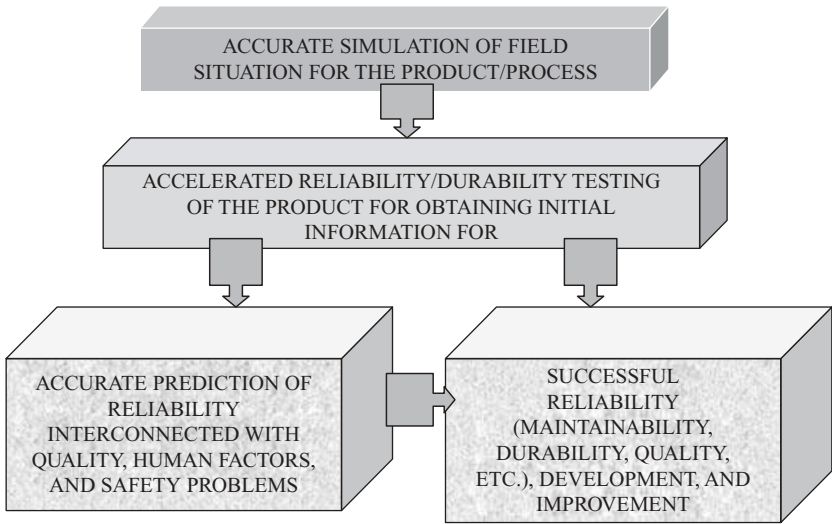 ACCURATE SIMULATION OF FIELD
SITUATION FOR THE PRODUCT/PROCESS
ACCELERATED RELIABILITY/DURABILITY TESTING
OF THE PRODUCT FOR OBTAINING INITIAL
INFORMATION FOR
ACCURATE PREDICTION OF
RELIABILITY
INTERCONNECTED WITH
QUALITY, HUMAN FACTORS,
AND SAFETY PROBLEMS
SUCCESSFUL
RELIABILITY
(MAINTAINABILITY,
DURABILITY, QUALITY,
ETC.), DEVELOPMENT, AND
IMPROVEMENT